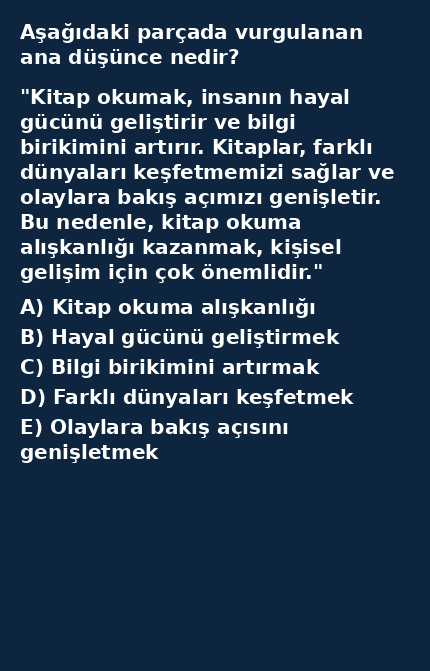 Aşağıdaki parçada vurgulanan
ana düşünce nedir?
"Kitap okumak, insanın hayal
gücünü geliştirir ve bilgi
birikimini artırır. Kitaplar, farklı
dünyaları keşfetmemizi sağlar ve
olaylara bakış açımızı genişletir.
Bu nedenle, kitap okuma
alışkanlığı kazanmak, kişisel
gelişim için çok önemlidir."
A) Kitap okuma alışkanlığı
B) Hayal gücünü geliştirmek
C) Bilgi birikimini artırmak
D) Farklı dünyaları keşfetmek
E) Olaylara bakış açısını
genişletmek